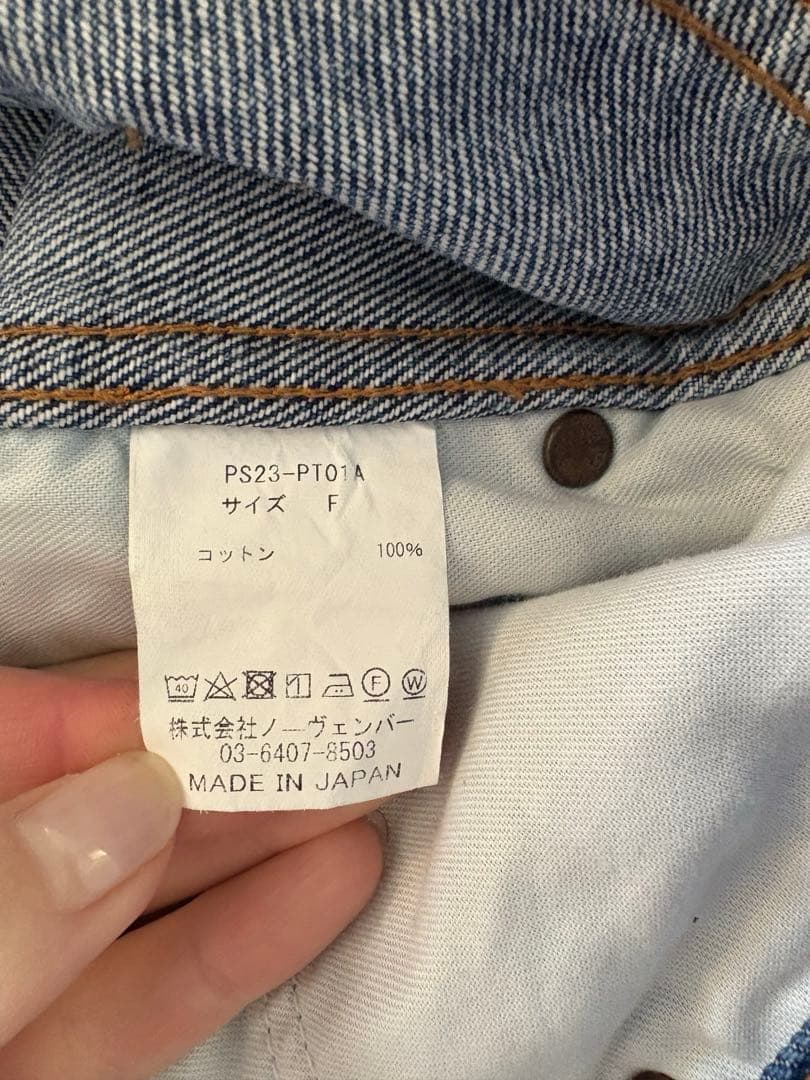 PS23-PT01A
サイズ F
コットン 100%
40 F W
株式会社ノーヴェンバー
03-6407-8503
MADE IN JAPAN